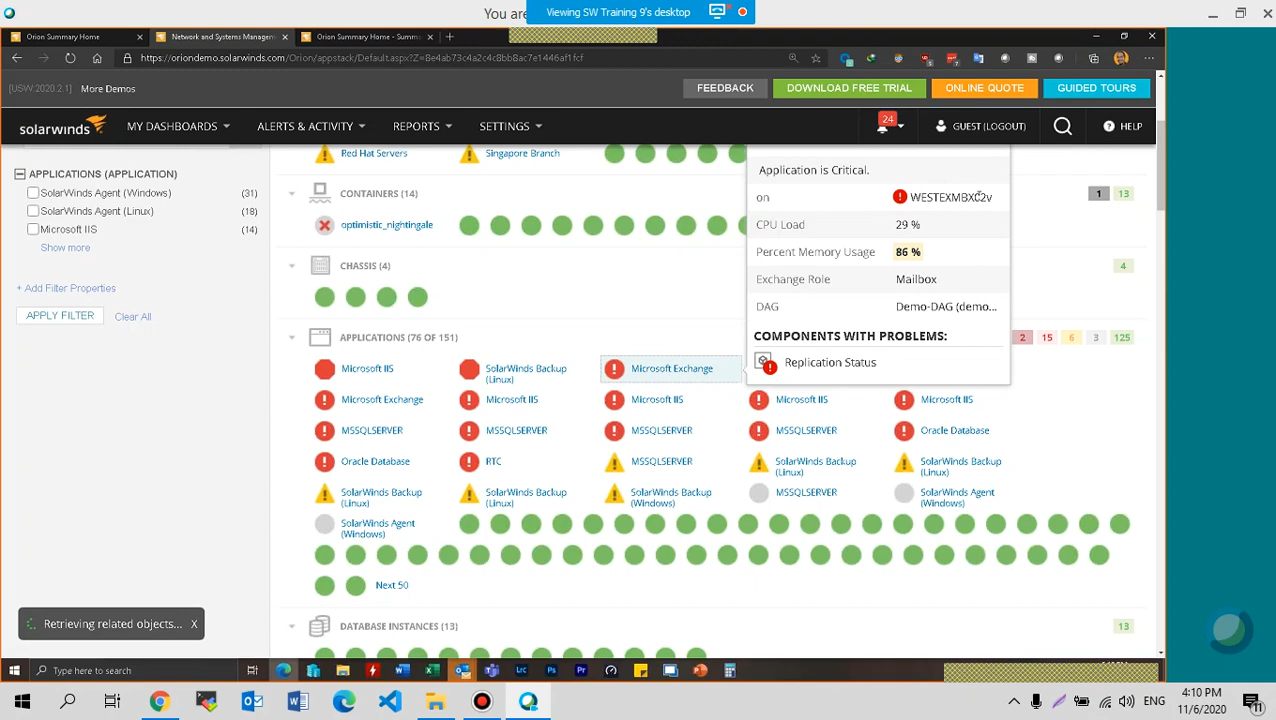 You are
Viewing SW Training 9's desktop
Orion Summary Home
Network and Systems Manage
Orion Summary Home - Summ
https://oriondemo.solarwinds.com/Orion/appstack/Default.aspx?Z=8e4ab73c4a2c4c8bb8ac7e1446af1fcf
[USW.2020.2.1] More Demos
FEEDBACK
DOWNLOAD FREE TRIAL
ONLINE QUOTE
GUIDED TOURS
solarwinds
MY DASHBOARDS
ALERTS & ACTIVITY
REPORTS
SETTINGS
24
GUEST (LOGOUT)
HELP
Red Hat Servers
Singapore Branch
APPLICATIONS (APPLICATION)
SolarWinds Agent (Windows) (31)
SolarWinds Agent (Linux) (18)
Microsoft IIS (14)
Show more
+ Add Filter Properties
APPLY FILTER
Clear All
CONTAINERS (14)
1 13
optimistic_nightingale
CHASSIS (4)
4
Application is Critical.
on WESTEXMBX02v
CPU Load 29 %
Percent Memory Usage 86 %
Exchange Role Mailbox
DAG Demo-DAG (demo...
COMPONENTS WITH PROBLEMS:
Replication Status
APPLICATIONS (76 OF 151)
2 15 6 3 125
Microsoft IIS
SolarWinds Backup (Linux)
Microsoft Exchange
Microsoft Exchange
Microsoft IIS
Microsoft IIS
Microsoft IIS
Microsoft IIS
MSSQLSERVER
MSSQLSERVER
MSSQLSERVER
MSSQLSERVER
Oracle Database
Oracle Database
RTC
MSSQLSERVER
SolarWinds Backup (Linux)
SolarWinds Backup (Linux)
SolarWinds Backup (Linux)
SolarWinds Backup (Linux)
SolarWinds Backup (Windows)
MSSQLSERVER
SolarWinds Agent (Windows)
SolarWinds Agent (Windows)
Next 50
DATABASE INSTANCES (13)
13
Retrieving related objects... X
Type here to search
ENG
4:10 PM
11/6/2020